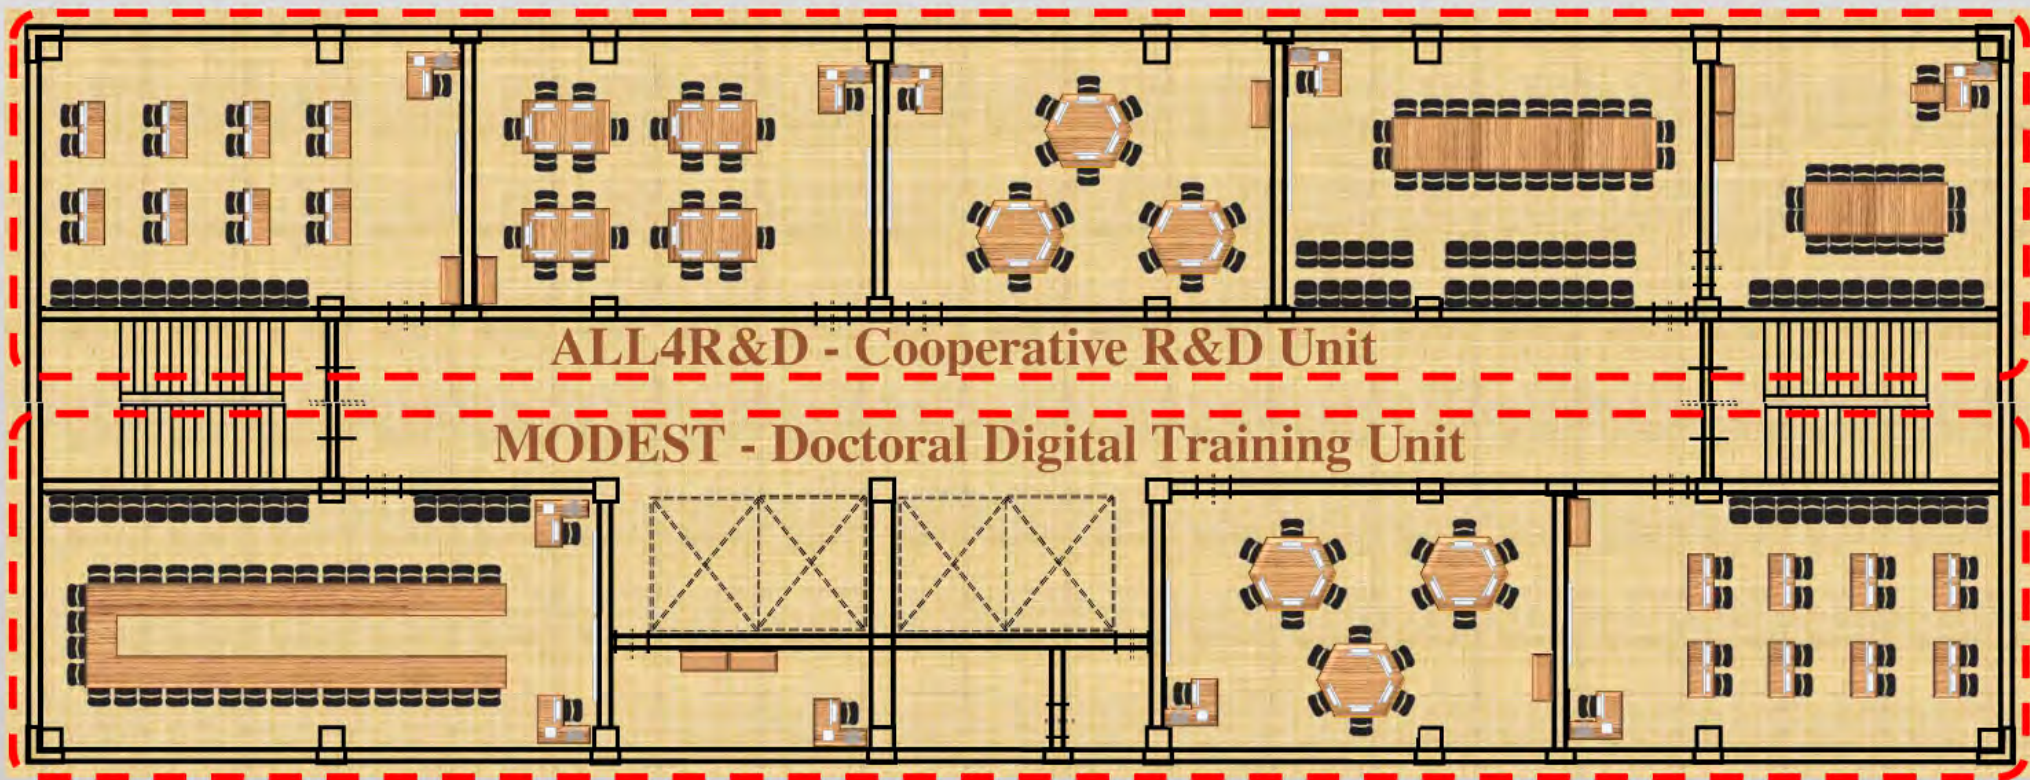 ALL4R&D - Cooperative R&D Unit
MODEST - Doctoral Digital Training Unit